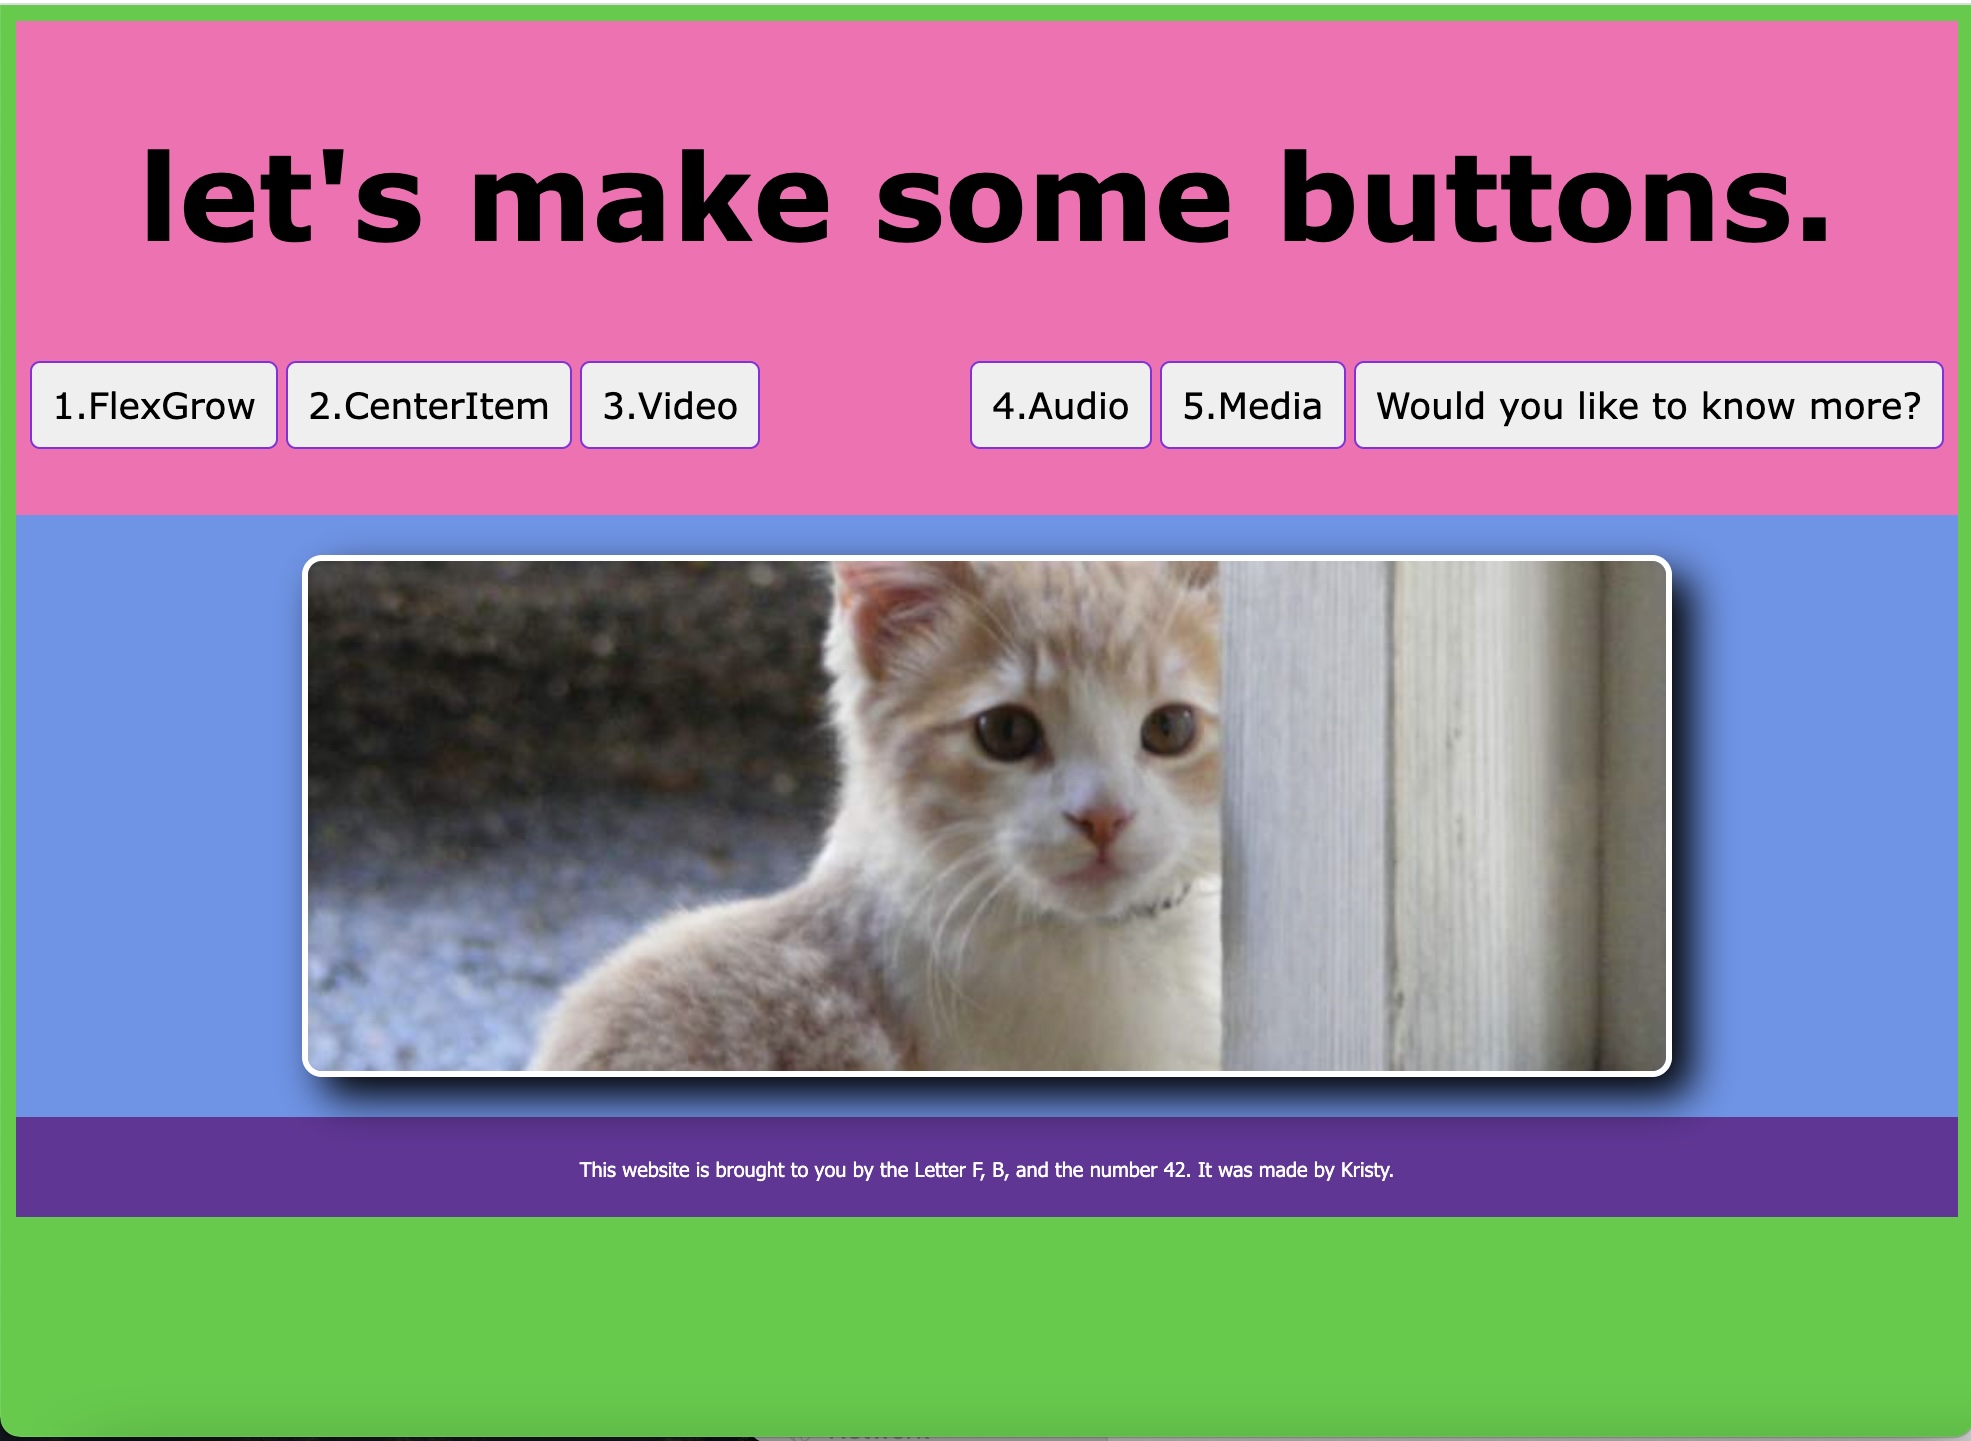 let's make some buttons.
1.FlexGrow 2.CenterItem 3.Video 4.Audio 5.Media Would you like to know more?
This website is brought to you by the Letter F, B, and the number 42. It was made by Kristy.